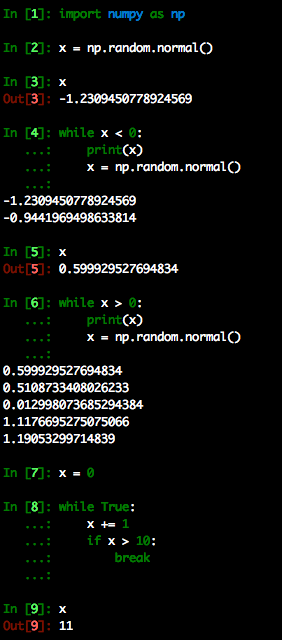 In [1]: import numpy as np
In [2]: x = np.random.normal()
In [3]: x
Out[3]: -1.2309450778924569
In [4]: while x < 0:
   ...:     print(x)
   ...:     x = np.random.normal()
   ...:
-1.2309450778924569
-0.9441969498633814
In [5]: x
Out[5]: 0.599929527694834
In [6]: while x > 0:
   ...:     print(x)
   ...:     x = np.random.normal()
   ...:
0.599929527694834
0.5108733408026233
0.012998073685294384
1.1176695275075066
1.19053299714839
In [7]: x = 0
In [8]: while True:
   ...:     x += 1
   ...:     if x > 10:
   ...:         break
   ...:
In [9]: x
Out[9]: 11